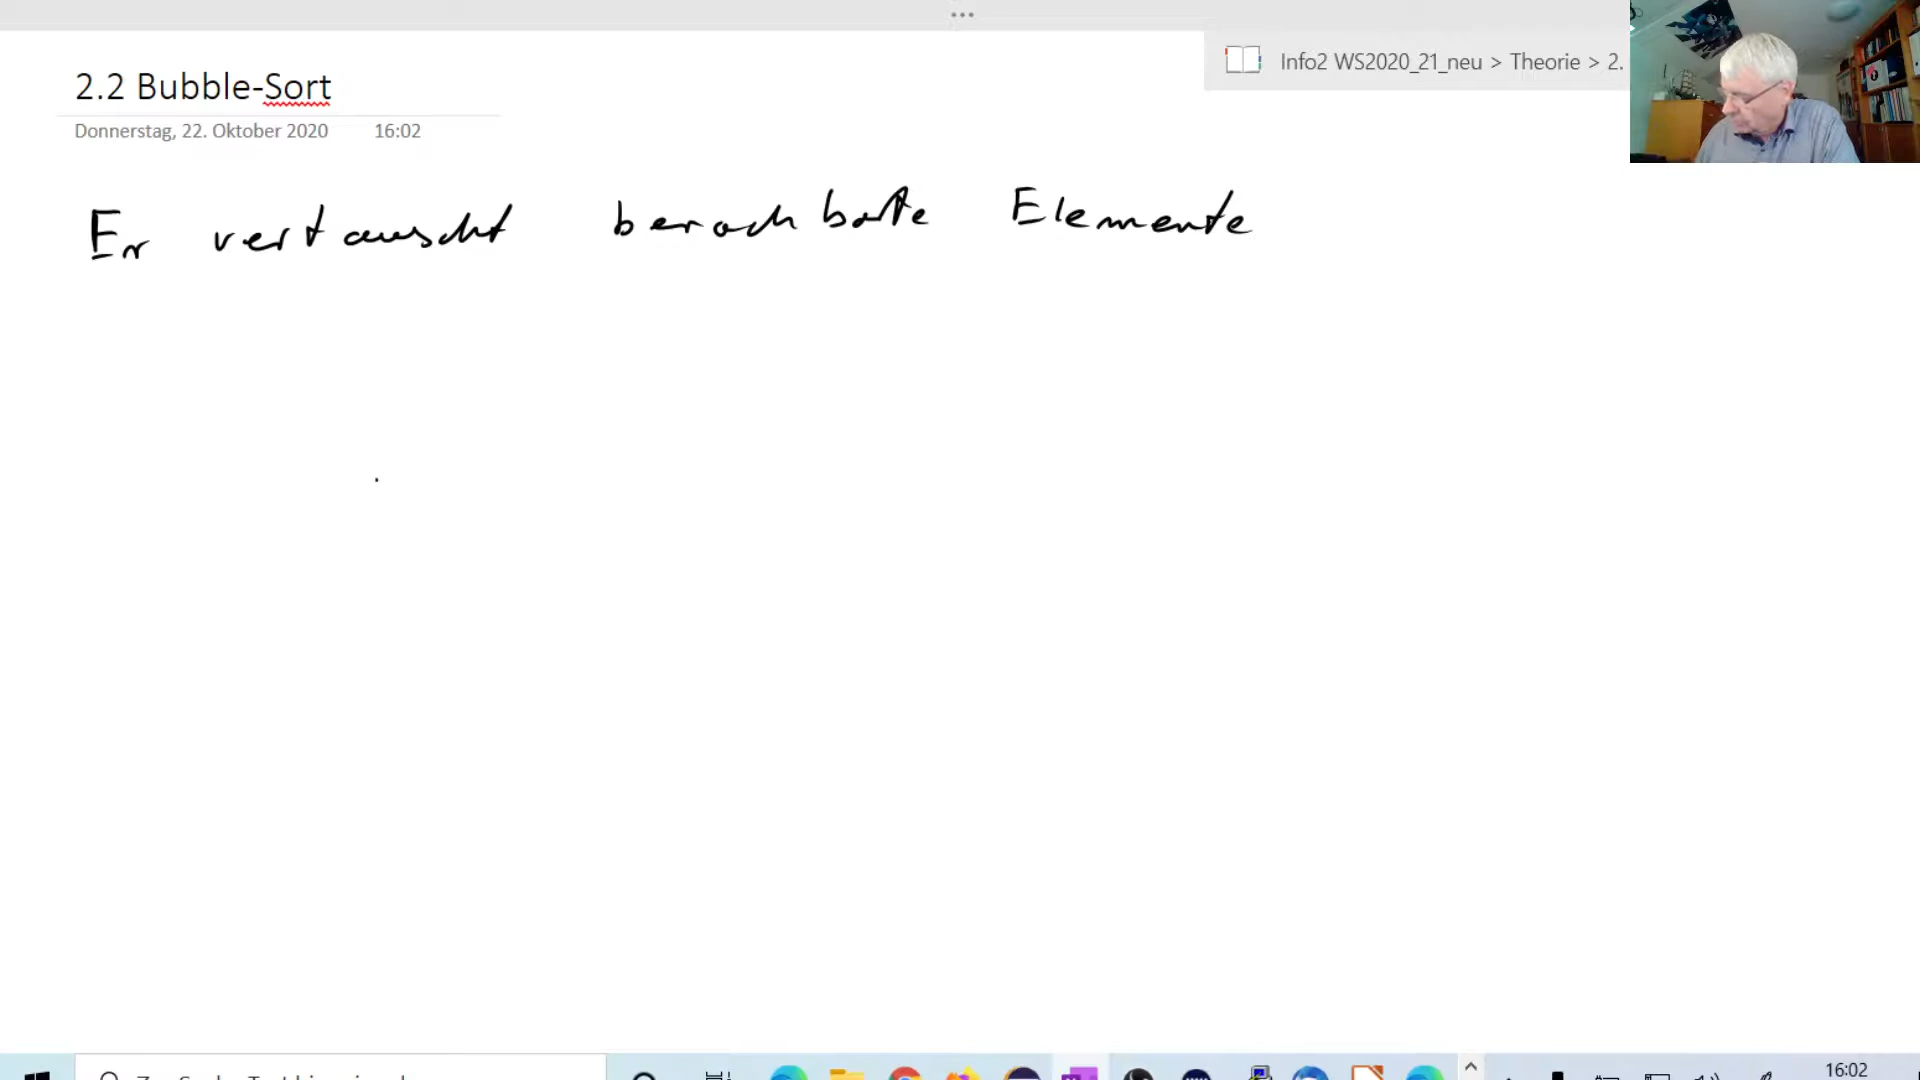 ...
Info2 WS2020_21_neu > Theorie > 2.
2.2 Bubble-Sort
Donnerstag, 22. Oktober 2020 16:02
Er vertauscht benachbarte Elemente
16:02